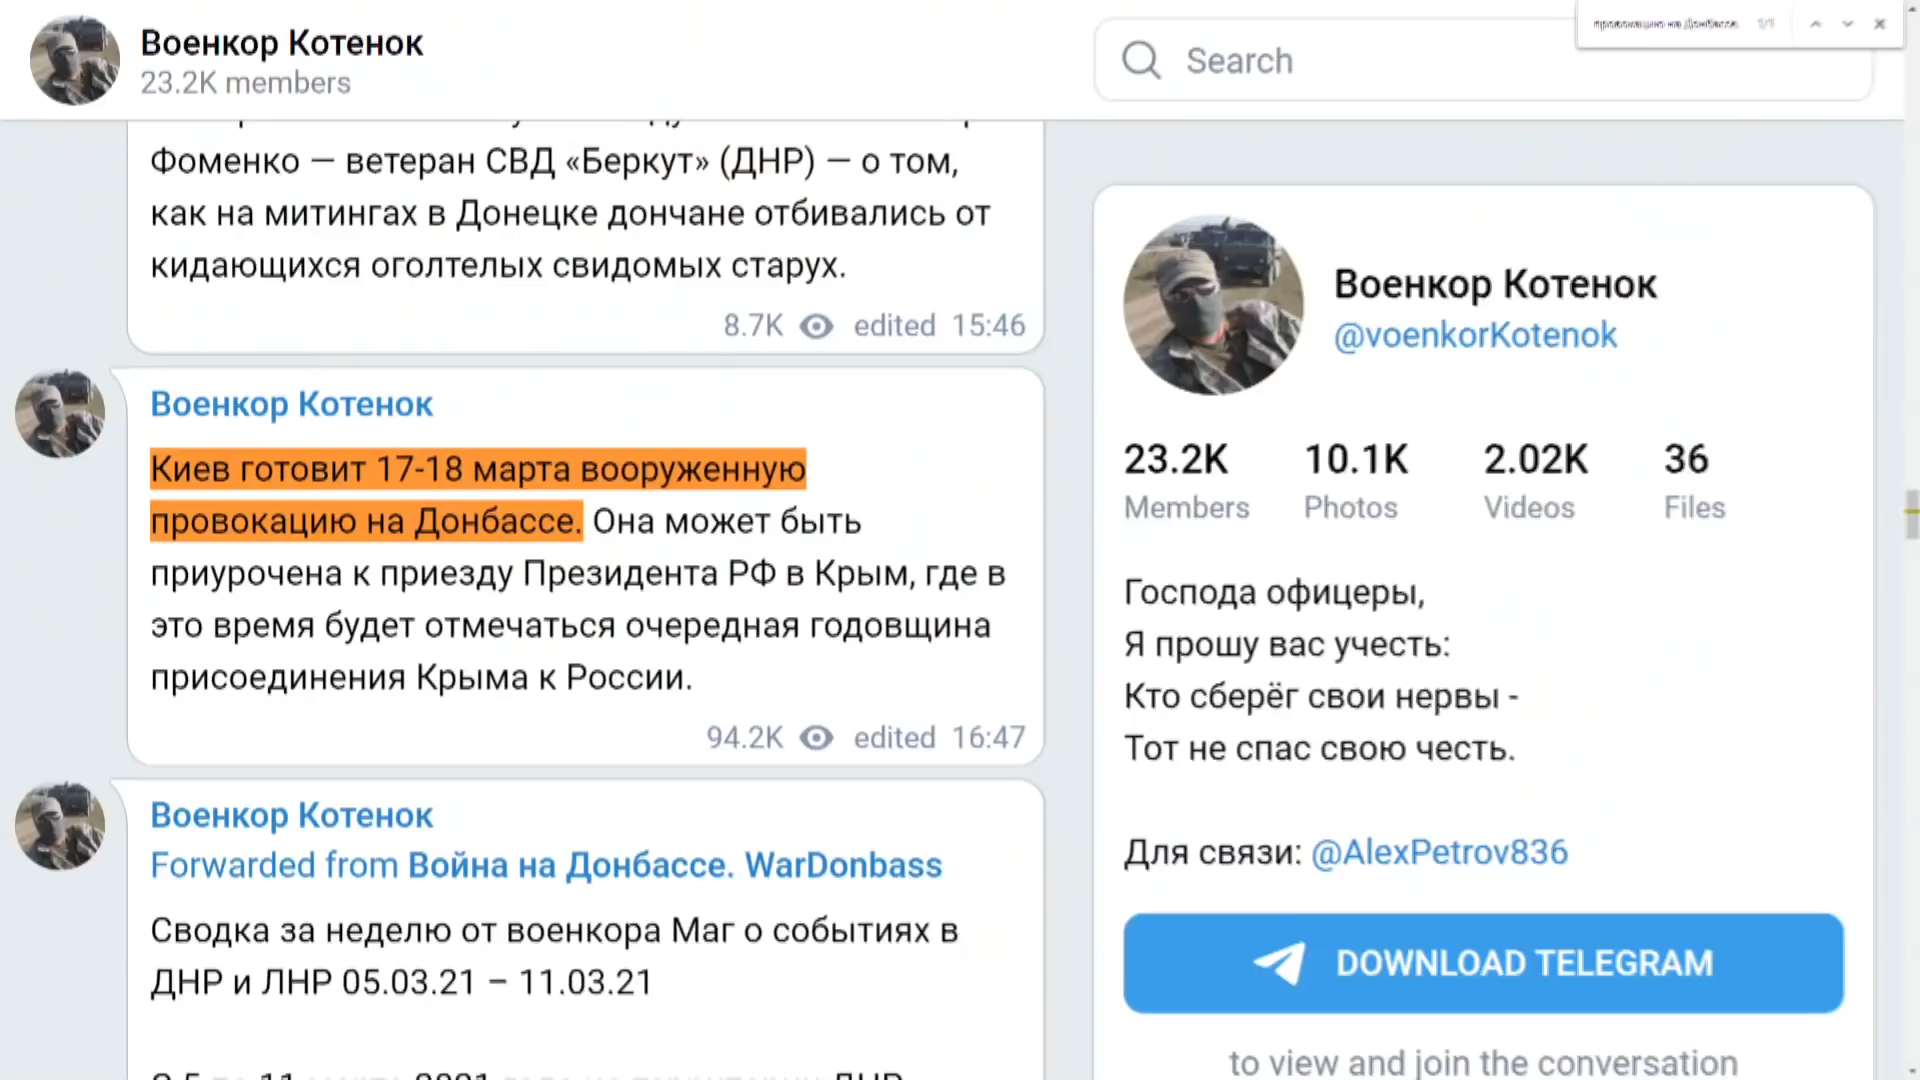 Военкор Котенок
23.2K members
Search
провокацию на Донбассе. 1/1
Фоменко — ветеран СВД «Беркут» (ДНР) — о том,
как на митингах в Донецке дончане отбивались от
кидающихся оголтелых свидомых старух.
8.7K edited 15:46
Военкор Котенок
Киев готовит 17-18 марта вооруженную
провокацию на Донбассе. Она может быть
приурочена к приезду Президента РФ в Крым, где в
это время будет отмечаться очередная годовщина
присоединения Крыма к России.
94.2K edited 16:47
Военкор Котенок
Forwarded from Война на Донбассе. WarDonbass
Сводка за неделю от военкора Маг о событиях в
ДНР и ЛНР 05.03.21 – 11.03.21
Военкор Котенок
@voenkorKotenok
23.2K 10.1K 2.02K 36
Members Photos Videos Files
Господа офицеры,
Я прошу вас учесть:
Кто сберёг свои нервы -
Тот не спас свою честь.
Для связи: @AlexPetrov836
DOWNLOAD TELEGRAM
to view and join the conversation